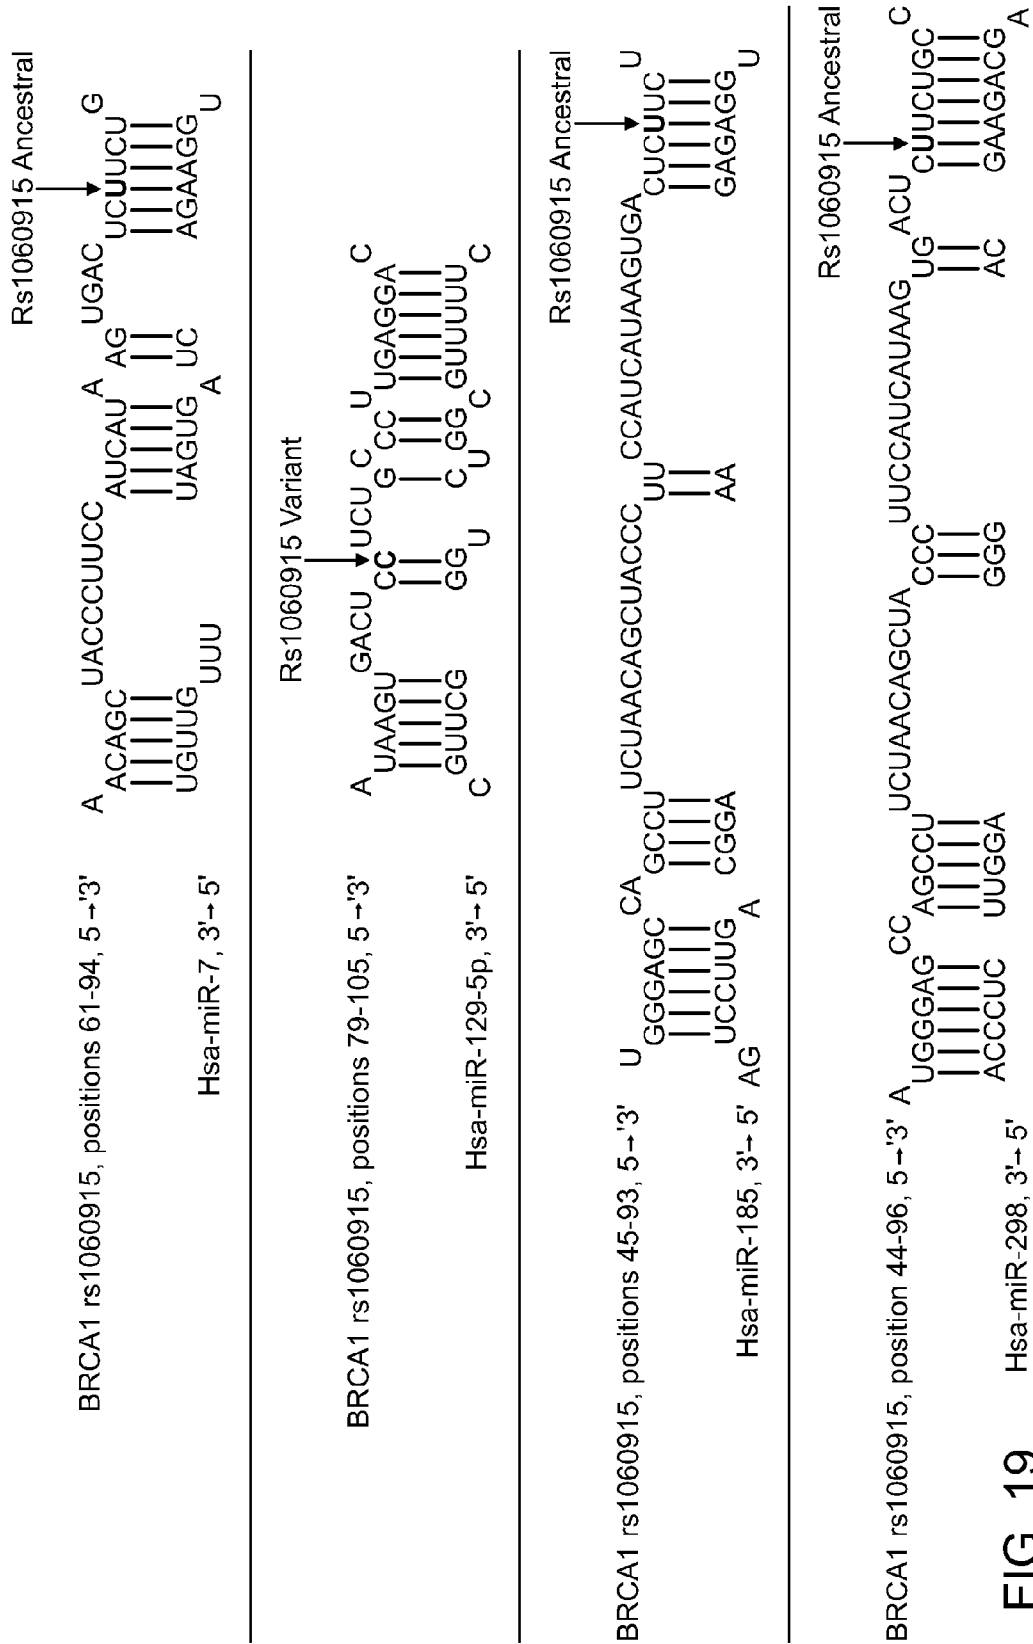 Rs1060915 Ancestral
A UACCCUUCC A UGAC G
BRCA1 rs1060915, positions 61-94, 5→'3' ACAGC AUCAU AG UCUUCU
UGUUG UAGUG UC AGAAGG
Hsa-miR-7, 3'→ 5' UUU A U
Rs1060915 Variant
A GACU UCU C U C
BRCA1 rs1060915, positions 79-105, 5→'3' UAAGU CC G CC UGAGGA
GUUCG GG C GG GUUUUU
Hsa-miR-129-5p, 3'→ 5' C U U C C
Rs1060915 Ancestral
U CA UCUAACAGCUACCC CCAUCAUAAGUGA U
BRCA1 rs1060915, positions 45-93, 5→'3' GGGAGC GCCU UU CUCUUC
UCCUUG CGGA AA GAGAGG
Hsa-miR-185, 3'→ 5' AG A U
Rs1060915 Ancestral
A CC UCUAACAGCUA UUCCAUCAUAAG ACU C
BRCA1 rs1060915, position 44-96, 5→'3' UGGGAG AGCCU CCC UG CUUCUGC
ACCCUC UUGGA GGG AC GAAGACG
Hsa-miR-298, 3'→ 5' A
FIG. 19